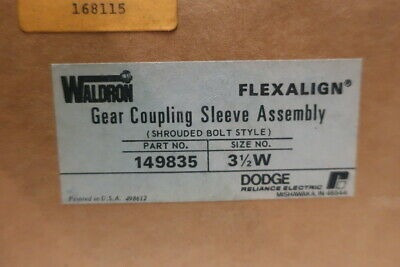 168115
WALDRON FLEXALIGN®
Gear Coupling Sleeve Assembly
(SHROUDED BOLT STYLE)
PART NO. SIZE NO.
149835 3½W
DODGE
RELIANCE ELECTRIC
MISHAWAKA, IN 46544
Printed in U.S.A. 498612